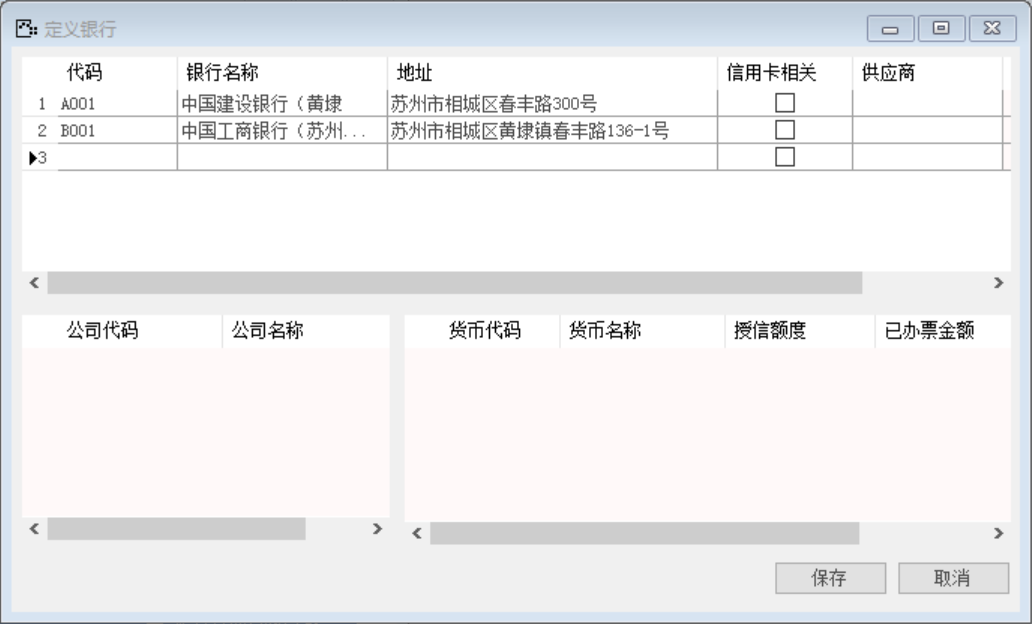 定义银行
代码 银行名称 地址 信用卡相关 供应商
1 A001 中国建设银行（黄埭 苏州市相城区春丰路300号
2 B001 中国工商银行（苏州... 苏州市相城区黄埭镇春丰路136-1号
3
公司代码 公司名称 货币代码 货币名称 授信额度 已办票金额
保存 取消